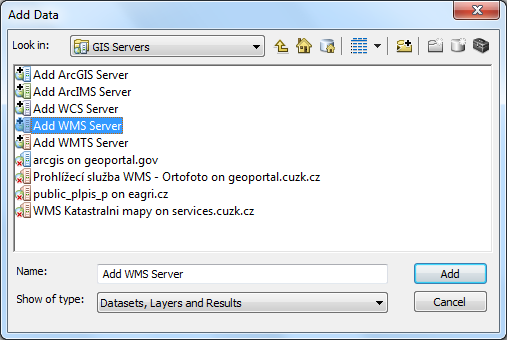 Add Data
Look in: GIS Servers
Add ArcGIS Server
Add ArcIMS Server
Add WCS Server
Add WMS Server
Add WMTS Server
arcgis on geoportal.gov
Prohlížecí služba WMS - Ortofoto on geoportal.cuzk.cz
public_plpis_p on eagri.cz
WMS Katastralni mapy on services.cuzk.cz
Name: Add WMS Server Add
Show of type: Datasets, Layers and Results Cancel